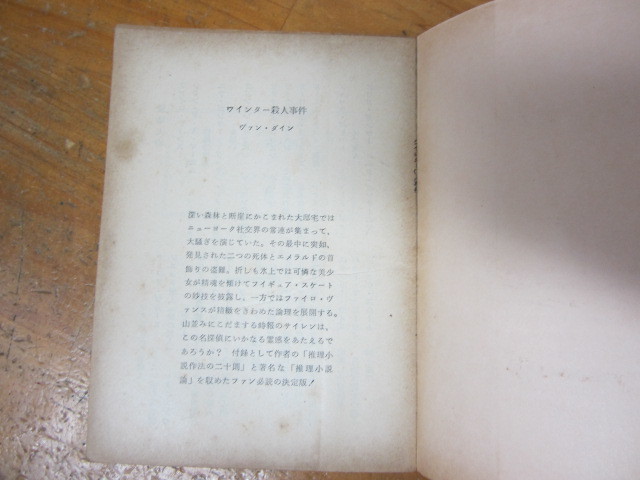 ウインター殺人事件
ヴァン・ダイン
深い森林と断崖にかこまれた大邸宅では
ニューヨーク社交界の常連が集まって、
大騒ぎを演じていた。その最中に突如、
発見された二つの死体とエメラルドの首
飾りの盗難。折しも氷上では可憐な美少
女が精魂を傾けてフィギュア・スケート
の妙技を披露し、一方ではファイロ・ヴ
ァンスが精緻をきわめた論理を展開する。
山並みにこだまする時報のサイレンは、
この名探偵にいかなる霊感をあたえるで
あろうか? 付録として作者の「推理小
説作法の二十則」と著名な「推理小説
論」を収めたファン必読の決定版!